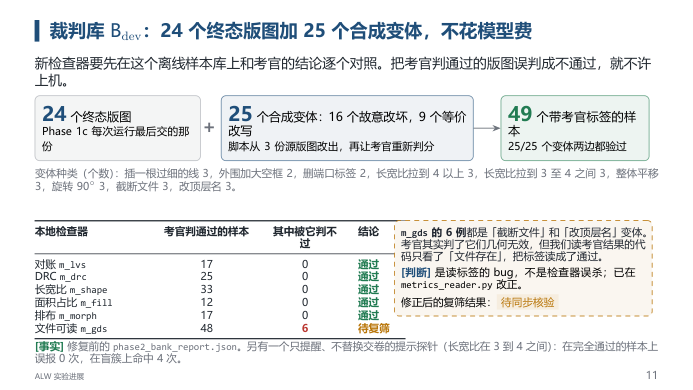 裁判库 B_dev：24 个终态版图加 25 个合成变体，不花模型费
新检查器要先在这个离线样本库上和考官的结论逐个对照。把考官判通过的版图误判成不通过，就不许
上机。
24 个终态版图
Phase 1c 每次运行最后交的那
份
+
25 个合成变体：16 个故意改坏，9 个等价
改写
脚本从 3 份源版图改出，再让考官重新判分
49 个带考官标签的样
本
25/25 个变体两边都验过
变体种类（个数）：插一根过细的线 3，外围加大空框 2，删端口标签 2，长宽比拉到 4 以上 3，长宽比拉到 3 至 4 之间 3，整体平移
3，旋转 90° 3，截断文件 3，改顶层名 3。
本地检查器 考官判通过的样本 其中被它判不 结论
过
对账 m_lvs 17 0 通过
DRC m_drc 25 0 通过
长宽比 m_shape 33 0 通过
面积占比 m_fill 12 0 通过
排布 m_morph 17 0 通过
文件可读 m_gds 48 6 待复筛
m_gds 的 6 例都是「截断文件」和「改顶层名」变体。
考官其实判了它们几何无效，但我们读考官结果的代
码只看了「文件存在」，把标签读成了通过。
[判断] 是读标签的 bug，不是检查器误杀；已在
metrics_reader.py 改正。
修正后的复筛结果： 待同步核验
[事实] 修复前的 phase2_bank_report.json。另有一个只提醒、不替换交卷的提示探针（长宽比在 3 到 4 之间）：在完全通过的样本上
误报 0 次，在盲簇上命中 4 次。
ALW 实验进展
11